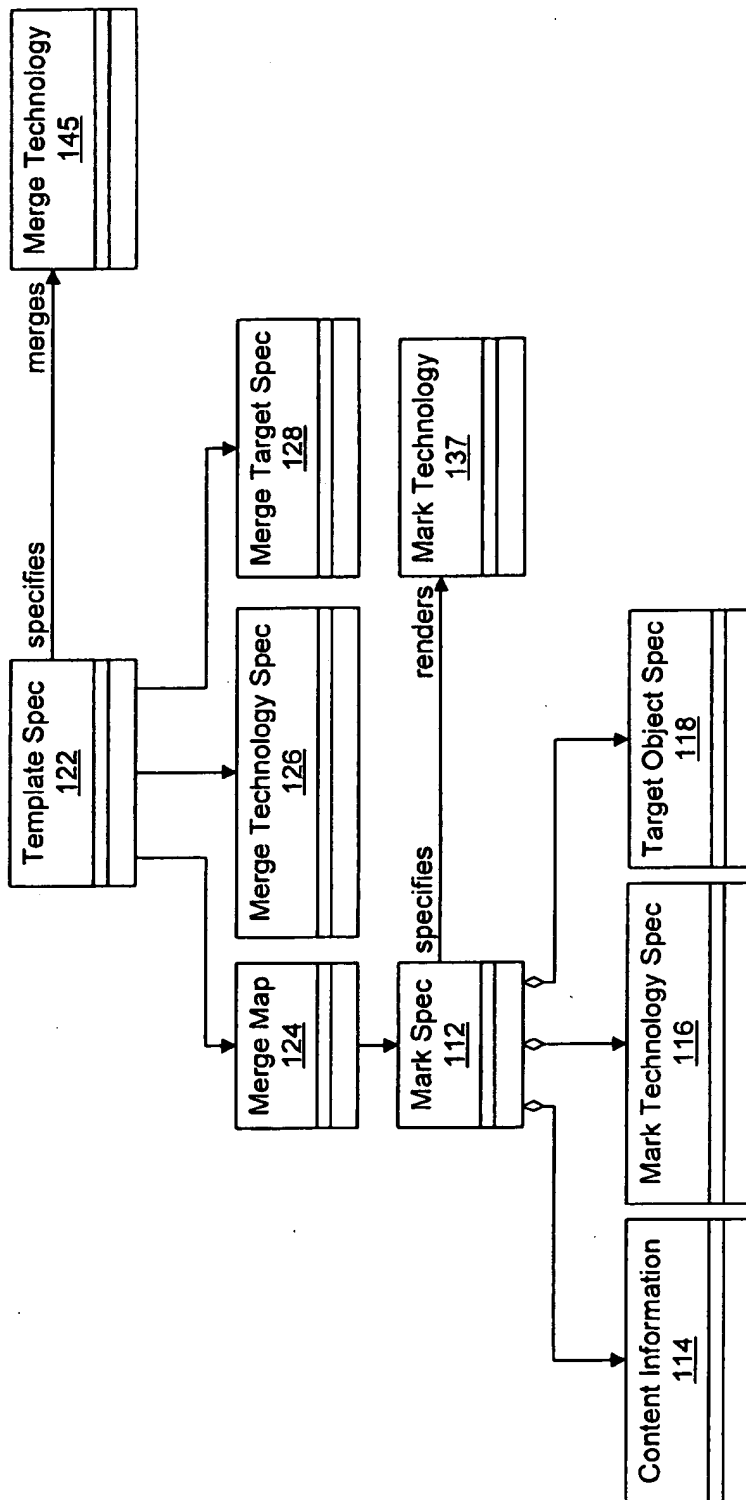 Template Spec
122
specifies
merges
Merge Technology
145
Merge Map
124
Merge Technology Spec
126
Merge Target Spec
128
Mark Spec
112
specifies
renders
Mark Technology
137
Content Information
114
Mark Technology Spec
116
Target Object Spec
118